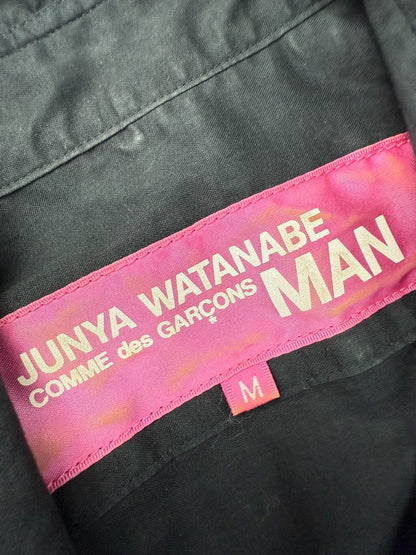 JUNYA WATANABE
COMME des GARÇONS
*
MAN
M